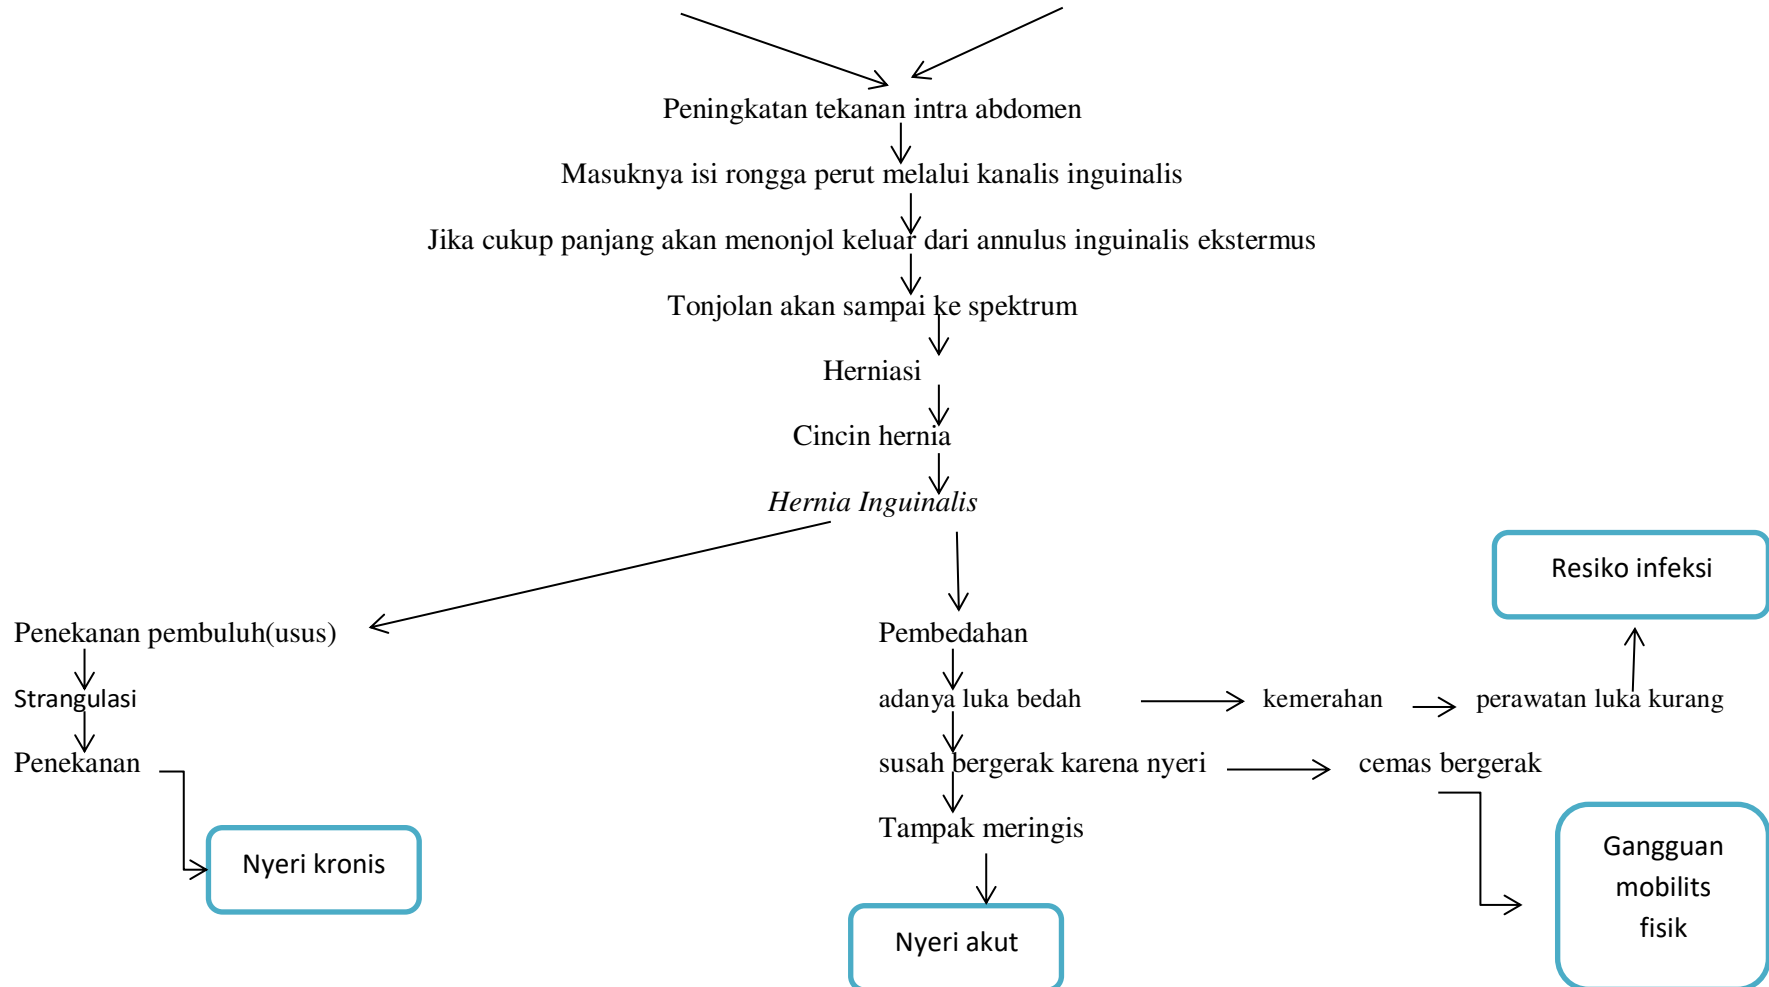 Peningkatan tekanan intra abdomen
Masuknya isi rongga perut melalui kanalis inguinalis
Jika cukup panjang akan menonjol keluar dari annulus inguinalis ekstermus
Tonjolan akan sampai ke spektrum
Herniasi
Cincin hernia
Hernia Inguinalis
Resiko infeksi
Penekanan pembuluh(usus)
Pembedahan
Strangulasi
adanya luka bedah
kemerahan
perawatan luka kurang
Penekanan
susah bergerak karena nyeri
cemas bergerak
Tampak meringis
Nyeri kronis
Gangguan
mobilits
fisik
Nyeri akut